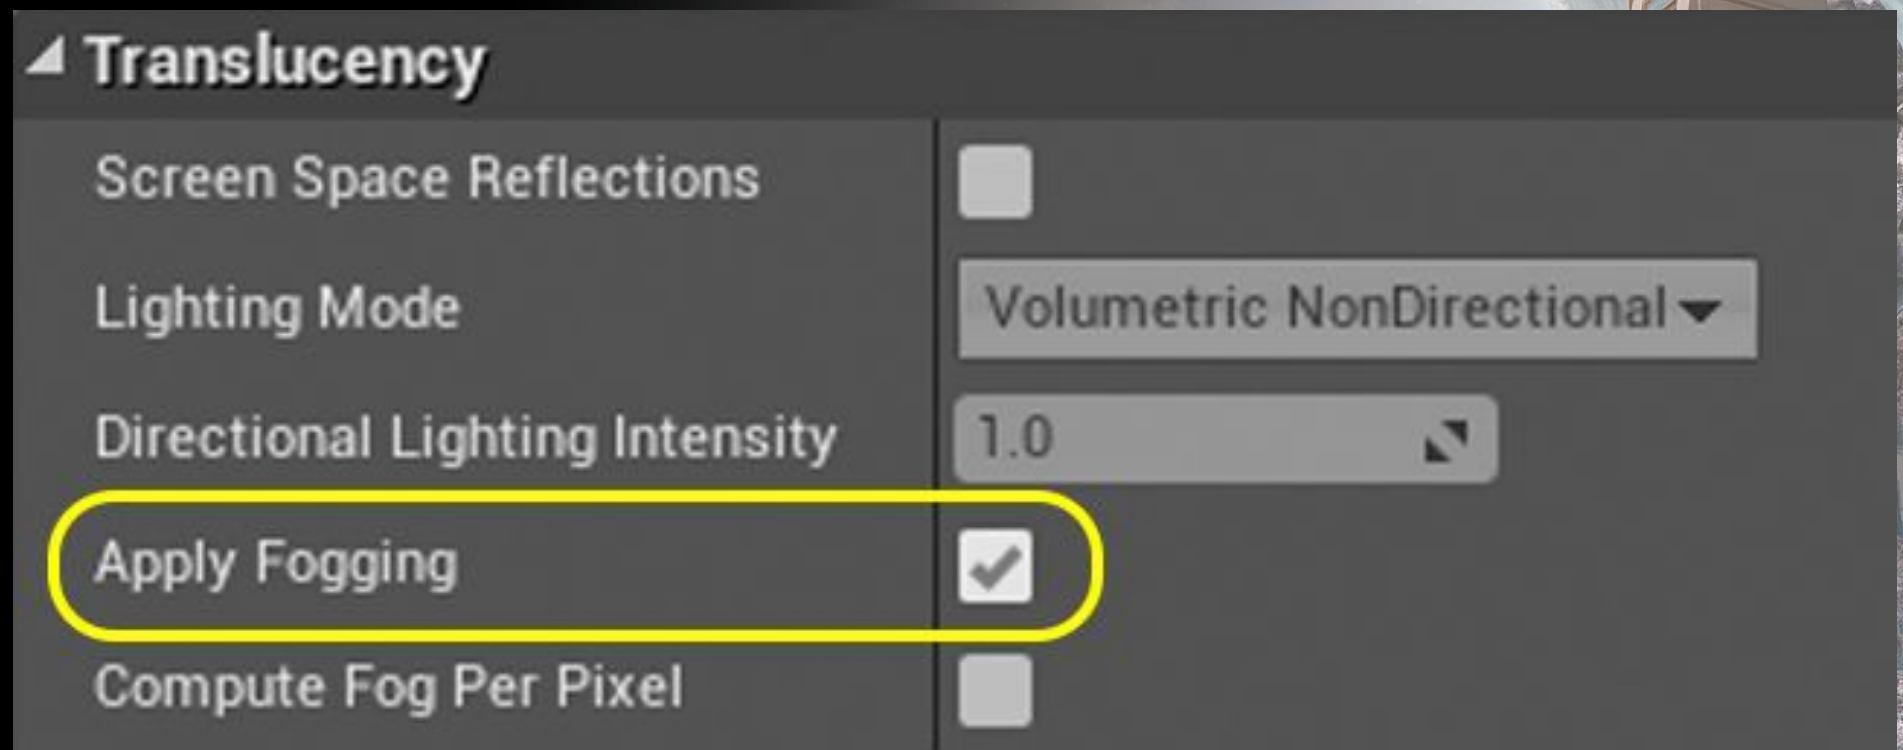 Translucency
Screen Space Reflections
Lighting Mode Volumetric NonDirectional
Directional Lighting Intensity 1.0
Apply Fogging
Compute Fog Per Pixel